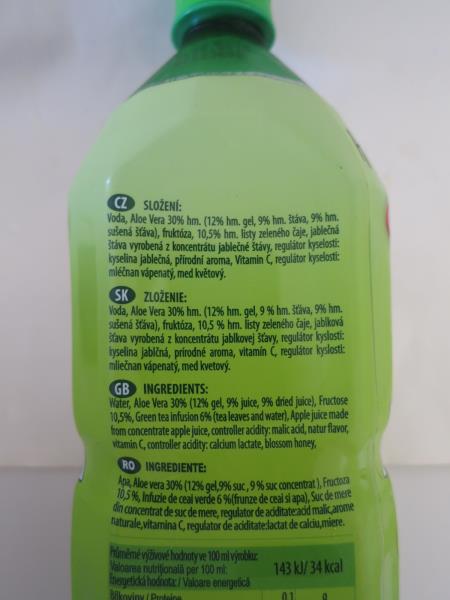 CZ SLOŽENÍ:
Voda, Aloe Vera 30% hm. (12% hm. gel, 9% hm. štáva, 9% hm.
sušená šťáva), fruktóza, 10,5% hm. listy zeleného čaje, jablečná
štáva vyrobená z koncentrátu jablečné štávy, regulátor kyselosti:
kyselina jablečná, přírodní aroma, Vitamin C, regulátor kyselosti:
mléčnan vápenatý, med květový.
SK ZLOŽENIE:
Voda, Aloe Vera 30% hm. (12% hm. gel, 9 % hm. šťava, 9% hm.
sušená šťava), fruktóza, 10,5 % hm. listy zeleného čaju, jablková
šťava vyrobená z koncentrátu jablkovej šťavy, regulátor kyslosti:
kyselina jablčná, prírodné aroma, vitamín C, regulátor kyslosti:
mliečnan vápenatý, med kvetový.
GB INGREDIENTS:
Water, Aloe Vera 30% (12% gel, 9% juice, 9% dried juice), Fructose
10,5%, Green tea infusion 6% (tea leaves and water), Apple juice made
from concentrate apple juice, controller acidity: malic acid, natur flavor,
vitamin C, controller acidity: calcium lactate, blossom honey,
RO INGREDIENTE:
Apa, Aloe vera 30% (12% gel,9% suc , 9 % suc concentrat ), Fructoza
10,5 %, Infuzie de ceai verde 6 %(frunze de ceai si apa), Suc de mere
din concentrat de suc de mere, regulator de aciditate:acid malic,arome
naturale,vitamina C, regulator de aciditate:lactat de calciu,miere.
Průměrné výživové hodnoty ve 100 ml výrobku:
Valoarea nutrițională per 100 ml:
Energetická hodnota: / Valoare energetică 143 kJ/ 34 kcal
Bílkoviny / Proteine 0,1 g